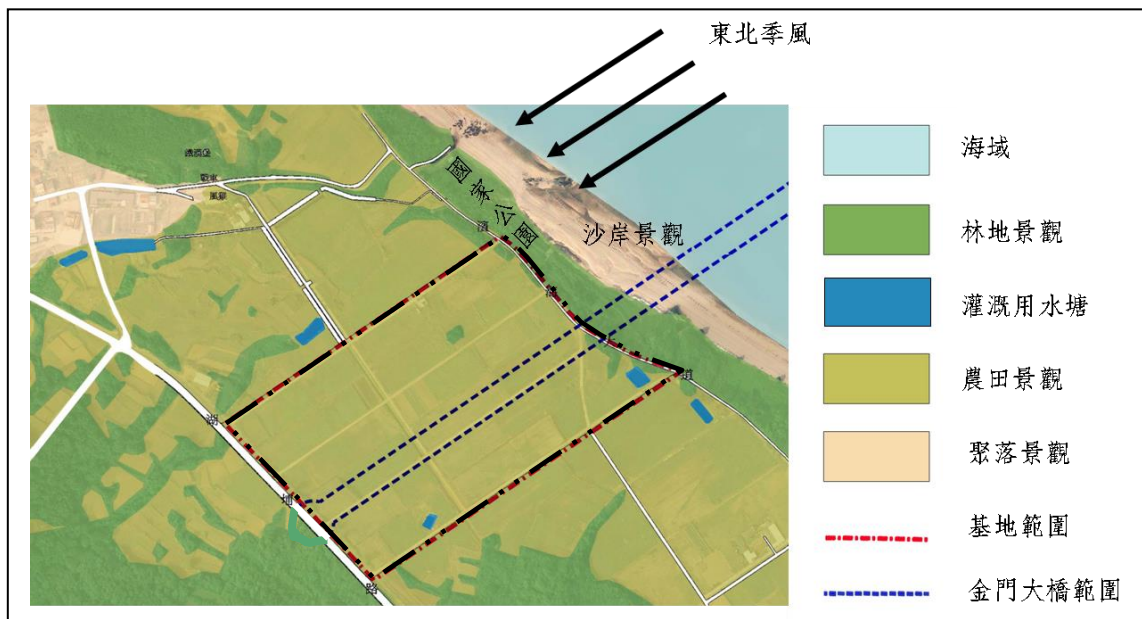 東北季風
國家公園
沙岸景觀
湖
埔
路
道
海域
林地景觀
灌溉用水塘
農田景觀
聚落景觀
基地範圍
金門大橋範圍